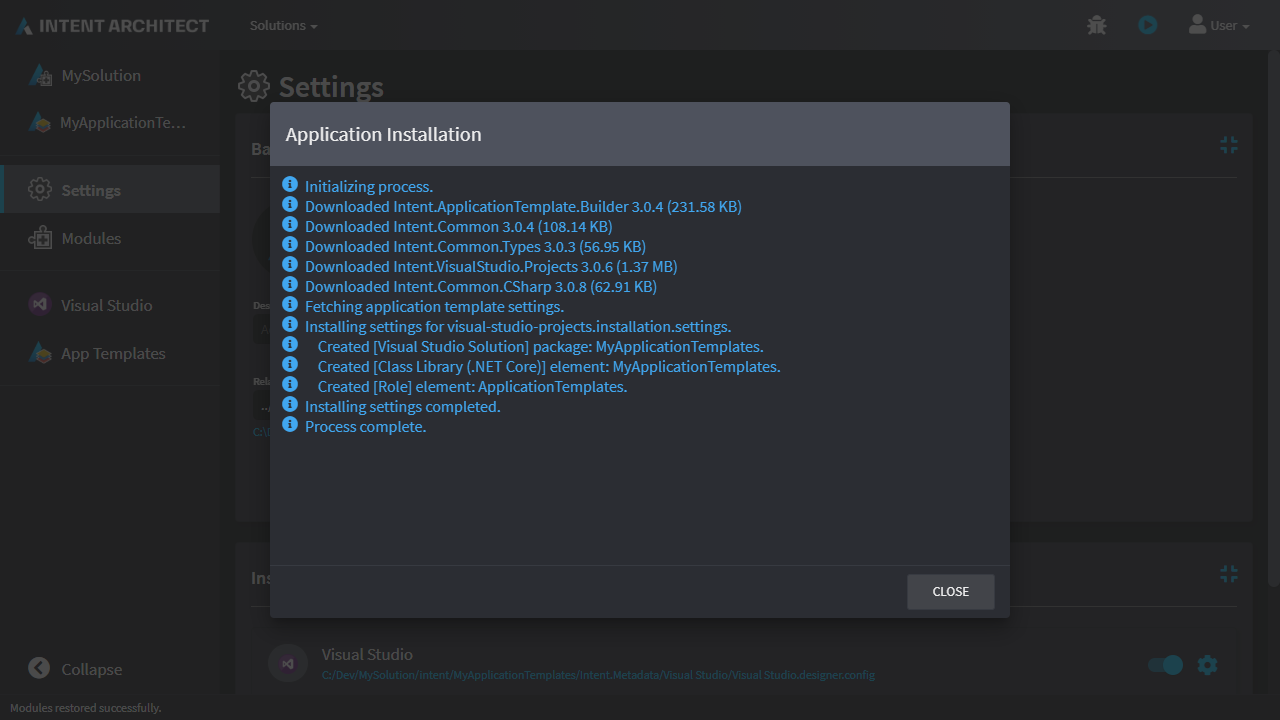 INTENT ARCHITECT
Solutions
User
MySolution
MyApplicationTe...
Settings
Modules
Visual Studio
App Templates
Collapse
Settings
Application Installation
Initializing process.
Downloaded Intent.ApplicationTemplate.Builder 3.0.4 (231.58 KB)
Downloaded Intent.Common 3.0.4 (108.14 KB)
Downloaded Intent.Common.Types 3.0.3 (56.95 KB)
Downloaded Intent.VisualStudio.Projects 3.0.6 (1.37 MB)
Downloaded Intent.Common.CSharp 3.0.8 (62.91 KB)
Fetching application template settings.
Installing settings for visual-studio-projects.installation.settings.
Created [Visual Studio Solution] package: MyApplicationTemplates.
Created [Class Library (.NET Core)] element: MyApplicationTemplates.
Created [Role] element: ApplicationTemplates.
Installing settings completed.
Process complete.
CLOSE
Visual Studio
C:/Dev/MySolution/intent/MyApplicationTemplates/Intent.Metadata/Visual Studio/Visual Studio.designer.config
Modules restored successfully.